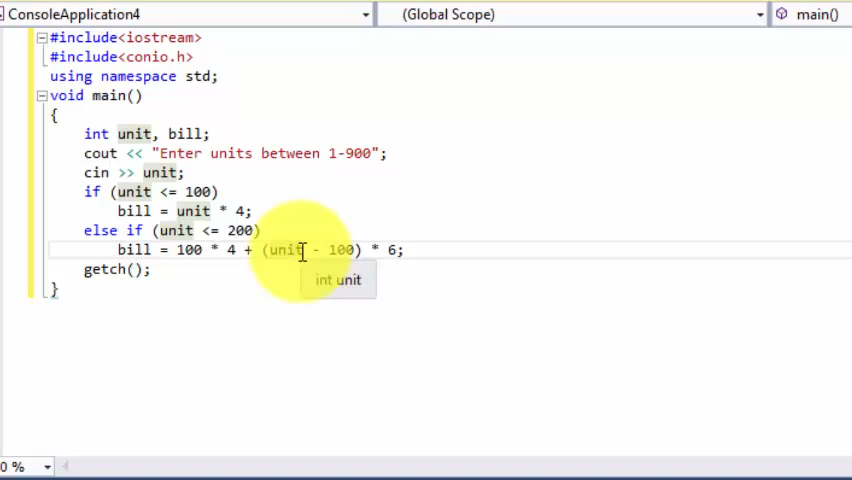 ConsoleApplication4 (Global Scope) main()
#include<iostream>
#include<conio.h>
using namespace std;
void main()
{
int unit, bill;
cout << "Enter units between 1-900";
cin >> unit;
if (unit <= 100)
bill = unit * 4;
else if (unit <= 200)
bill = 100 * 4 + (unit - 100) * 6;
getch();
int unit
}
0 %